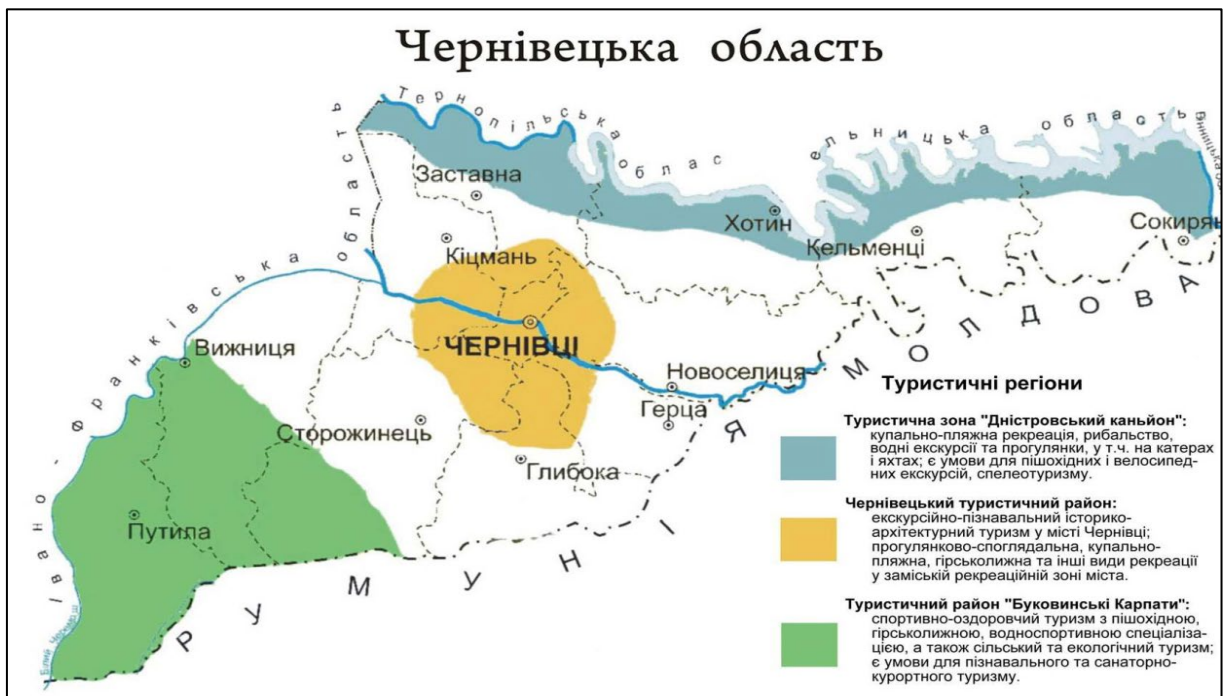 Чернівецька область
Тернопільська облас
ельницька область
Вінницька
Івано-Франківська область
Заставна
Хотин
Сокирян
Кельменці
Кіцмань
ЧЕРНІВЦІ
Вижниця
Новоселиця
Герца
Сторожинець
Глибока
Путила
Білий Черемош
РУМУНІЯ
МОЛДОВА
Туристичні регіони
Туристична зона "Дністровський каньйон":
купально-пляжна рекреація, рибальство,
водні екскурсії та прогулянки, у т.ч. на катерах
і яхтах; є умови для пішохідних і велосипед-
них екскурсій, спелеотуризму.
Чернівецький туристичний район:
екскурсійно-пізнавальний історико-
архітектурний туризм у місті Чернівці;
прогулянково-споглядальна, купально-
пляжна, гірськолижна та інші види рекреації
у заміській рекреаційній зоні міста.
Туристичний район "Буковинські Карпати":
спортивно-оздоровчий туризм з пішохідною,
гірськолижною, водноспортивною спеціаліза-
цією, а також сільський та екологічний туризм;
є умови для пізнавального та санаторно-
курортного туризму.